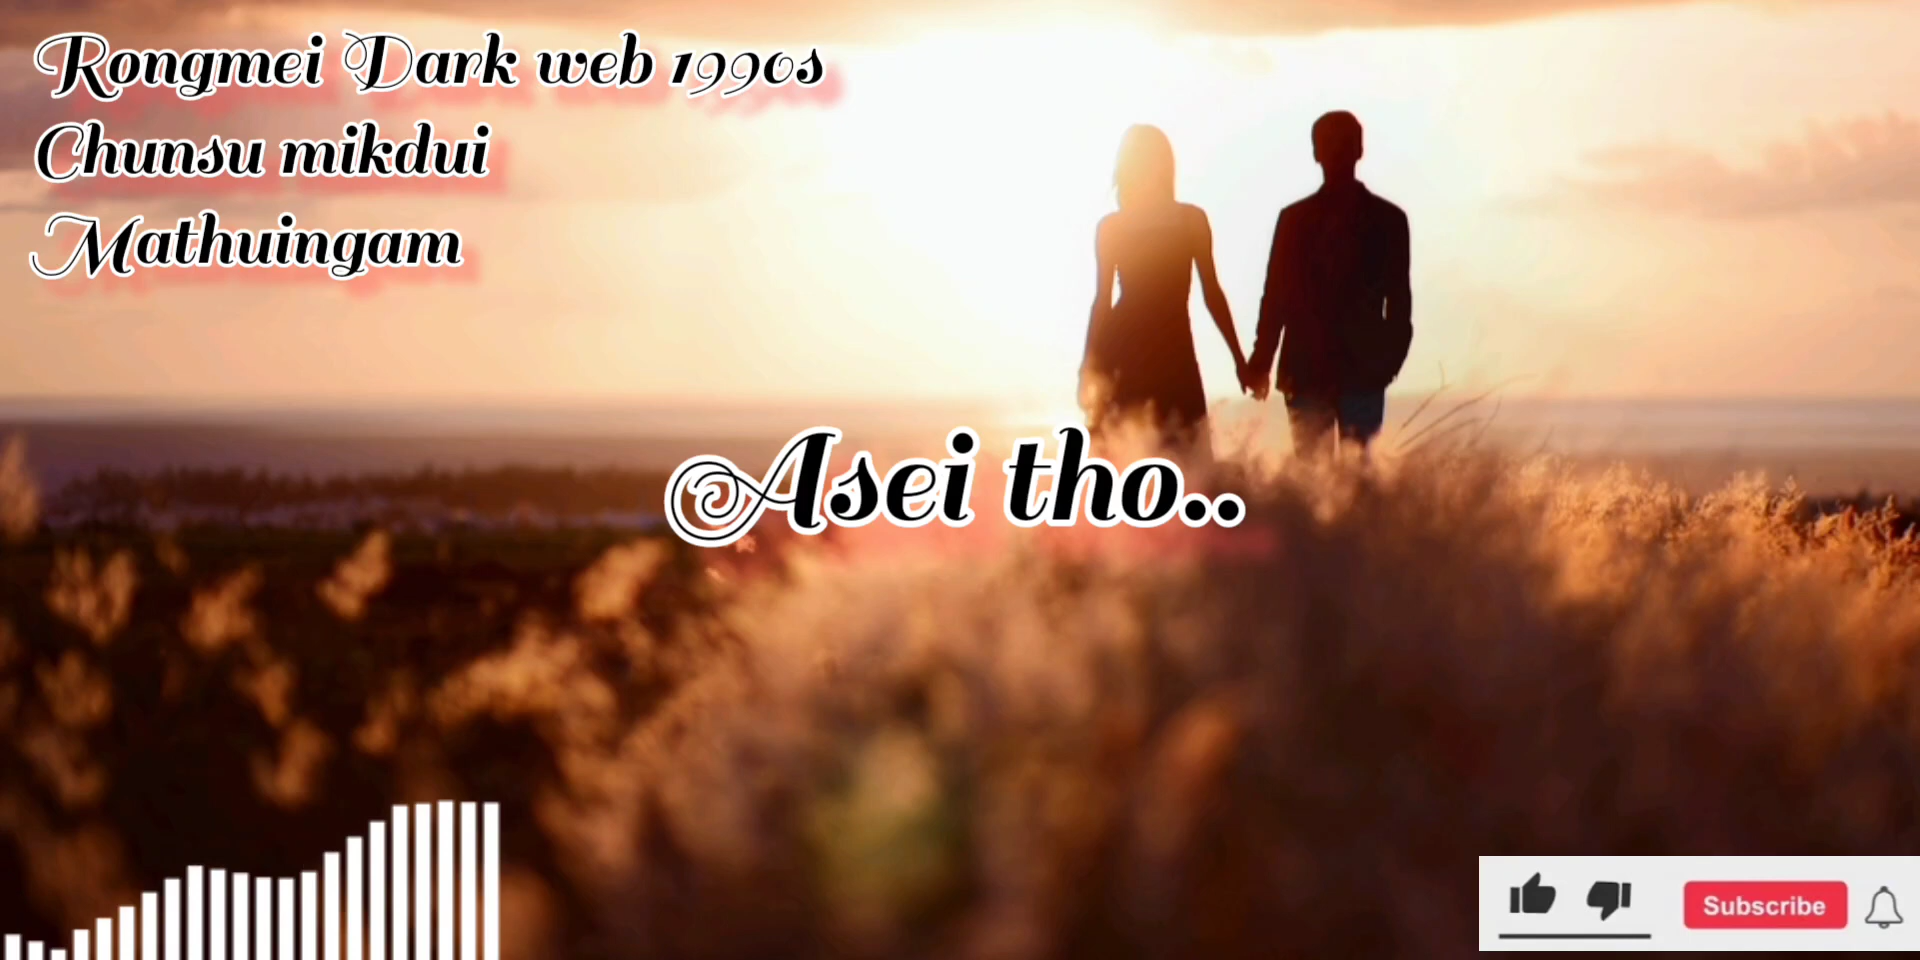 Rongmei Dark web 1990s
Chunsu mikdui
Mathuingam
Asei tho..
Subscribe